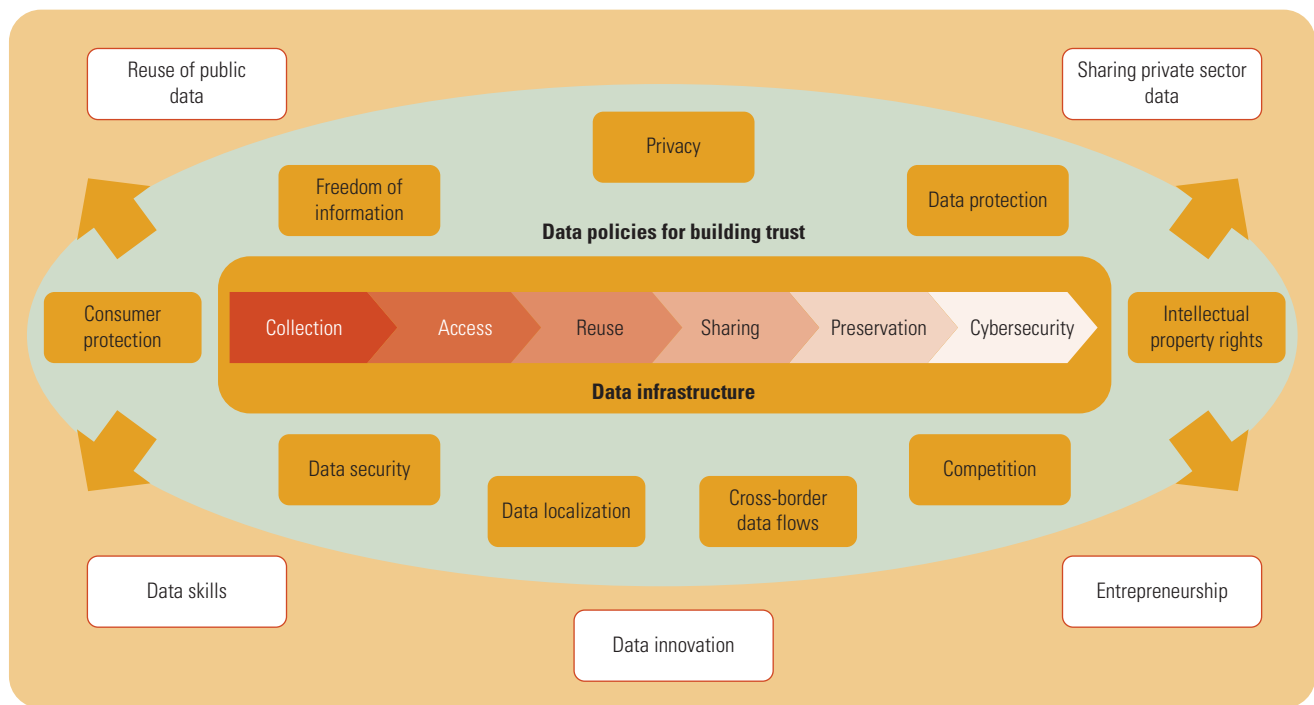 Reuse of public
data
Sharing private sector
data
Privacy
Freedom of
information
Data protection
Data policies for building trust
Consumer
protection
Collection
Access
Reuse
Sharing
Preservation
Cybersecurity
Intellectual
property rights
Data infrastructure
Data security
Competition
Data localization
Cross-border
data flows
Data skills
Entrepreneurship
Data innovation